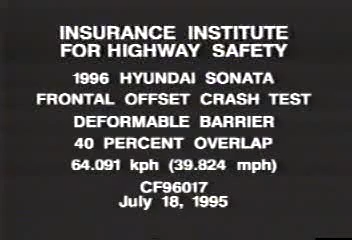 INSURANCE INSTITUTE
FOR HIGHWAY SAFETY
1996 HYUNDAI SONATA
FRONTAL OFFSET CRASH TEST
DEFORMABLE BARRIER
40 PERCENT OVERLAP
64.091 kph (39.824 mph)
CF96017
July 18, 1995